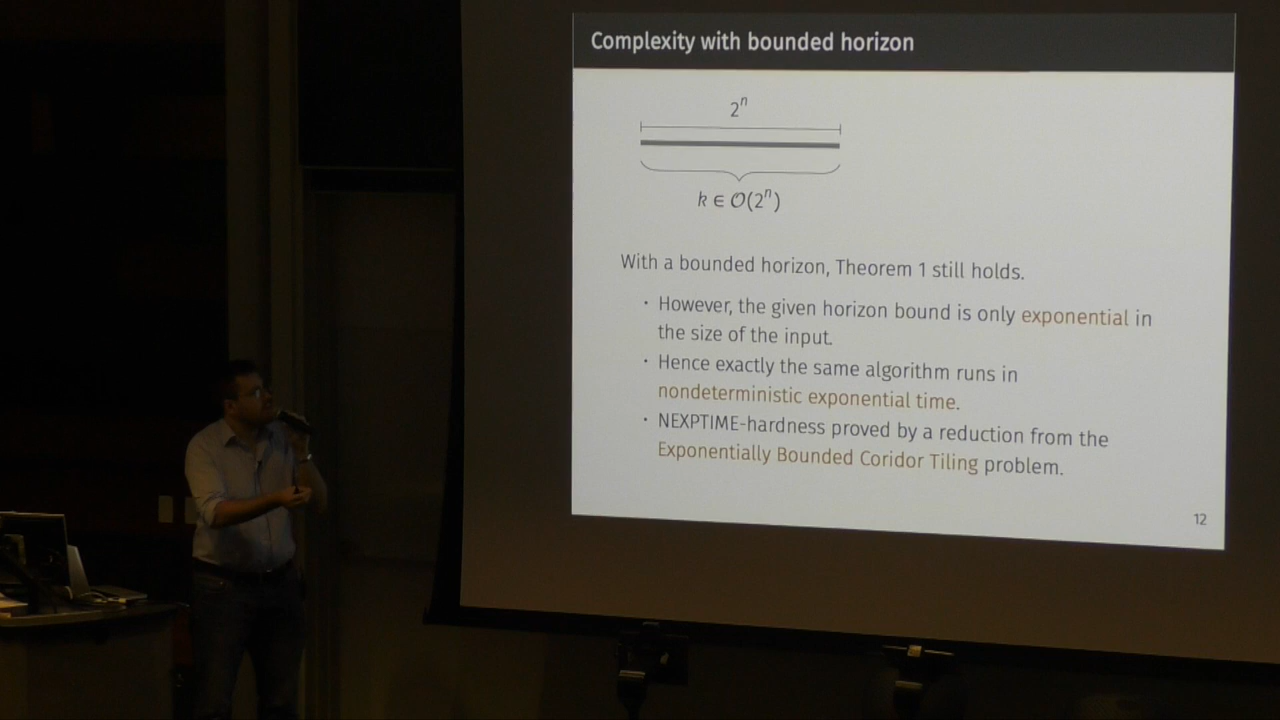 Complexity with bounded horizon
2ⁿ
k ∈ 𝒪(2ⁿ)
With a bounded horizon, Theorem 1 still holds.
· However, the given horizon bound is only exponential in
the size of the input.
· Hence exactly the same algorithm runs in
nondeterministic exponential time.
· NEXPTIME-hardness proved by a reduction from the
Exponentially Bounded Coridor Tiling problem.
12